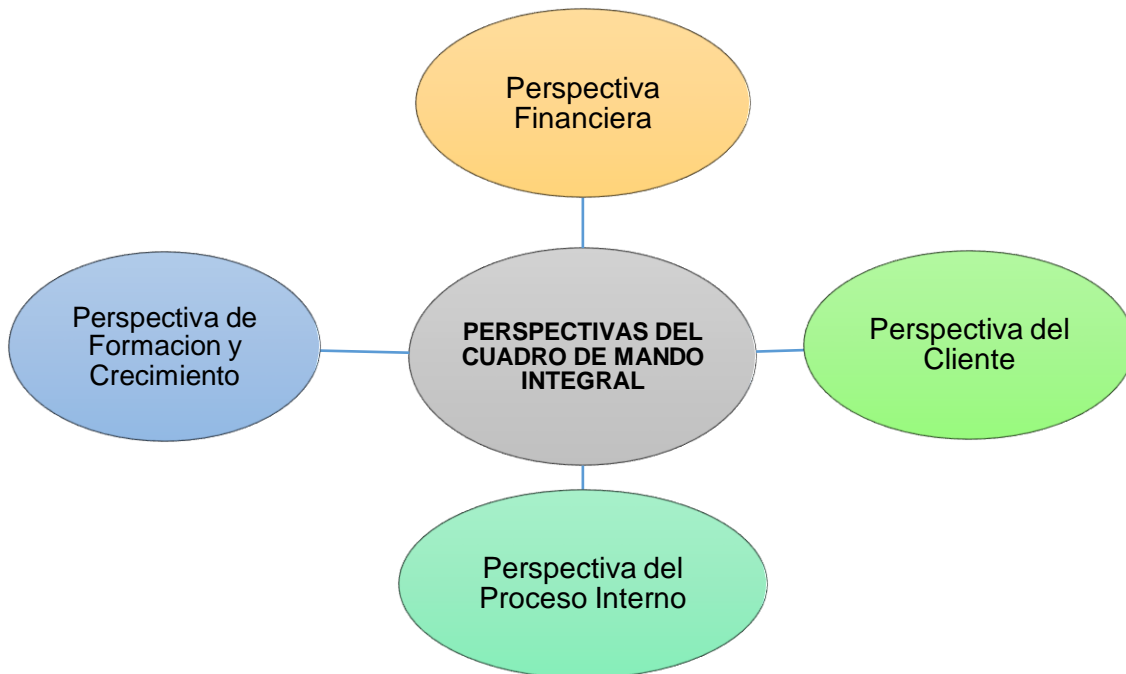 Perspectiva
Financiera
Perspectiva de
Formacion y
Crecimiento
PERSPECTIVAS DEL
CUADRO DE MANDO
INTEGRAL
Perspectiva del
Cliente
Perspectiva del
Proceso Interno